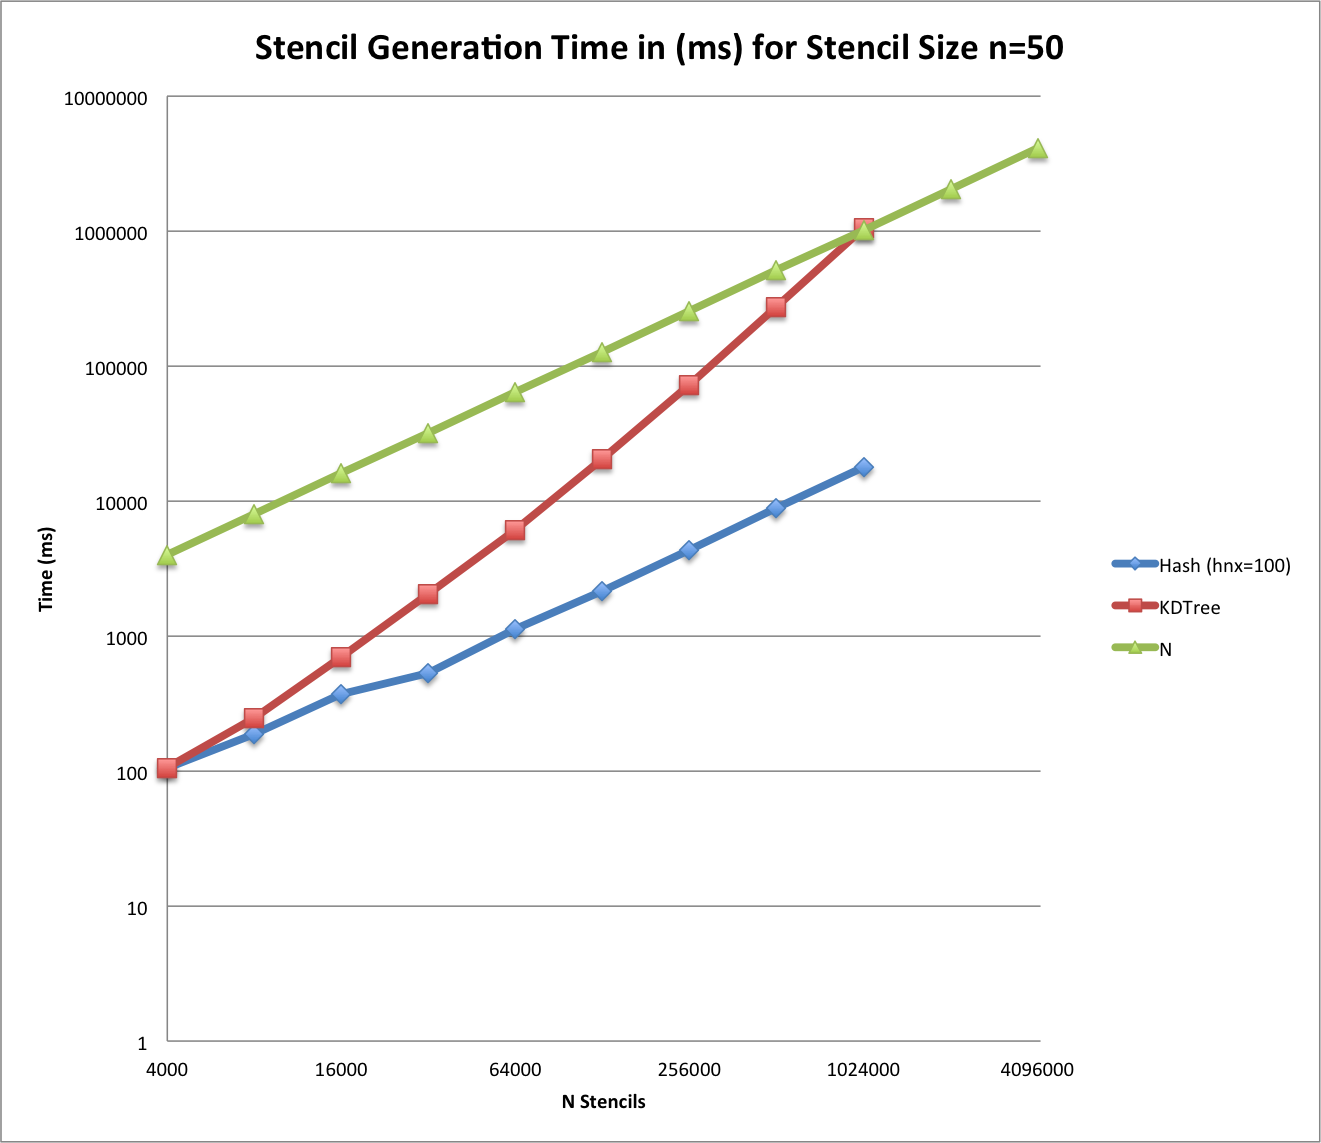 Stencil Generation Time in (ms) for Stencil Size n=50
10000000
1000000
100000
10000
1000
100
10
1
Time (ms)
4000 16000 64000 256000 1024000 4096000
N Stencils
Hash (hnx=100)
KDTree
N